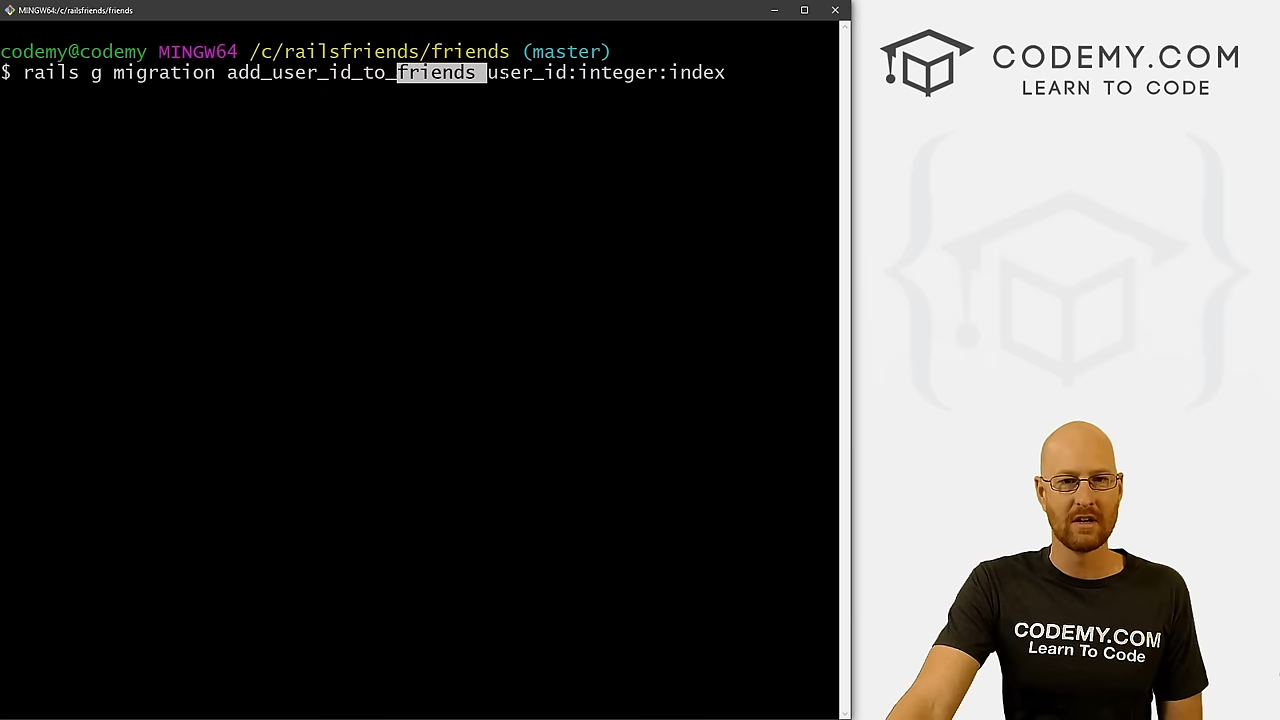 MINGW64:/c/railsfriends/friends
codemy@codemy MINGW64 /c/railsfriends/friends (master)
$ rails g migration add_user_id_to_friends user_id:integer:index
CODEMY.COM
LEARN TO CODE
CODEMY.COM
Learn To Code